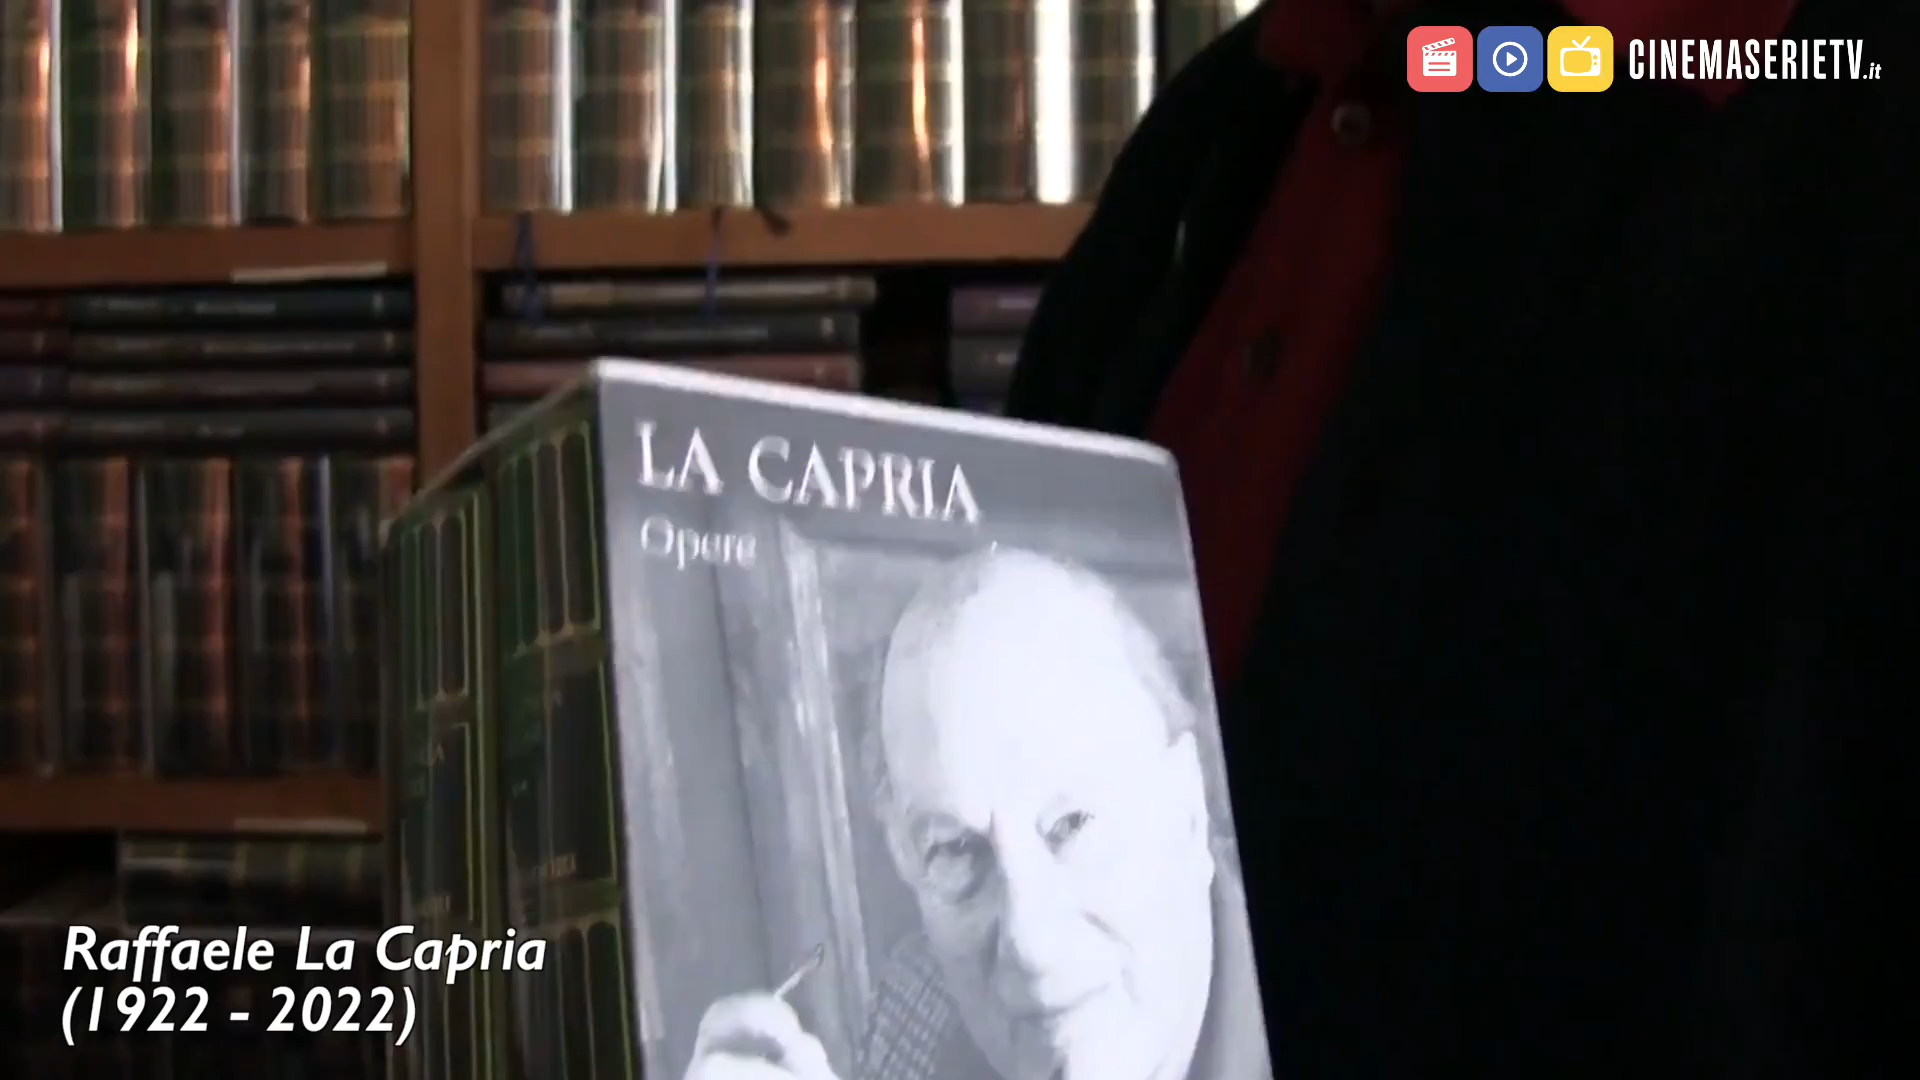 CINEMASERIETV.it
LA CAPRIA
Opere
Raffaele La Capria
(1922 - 2022)